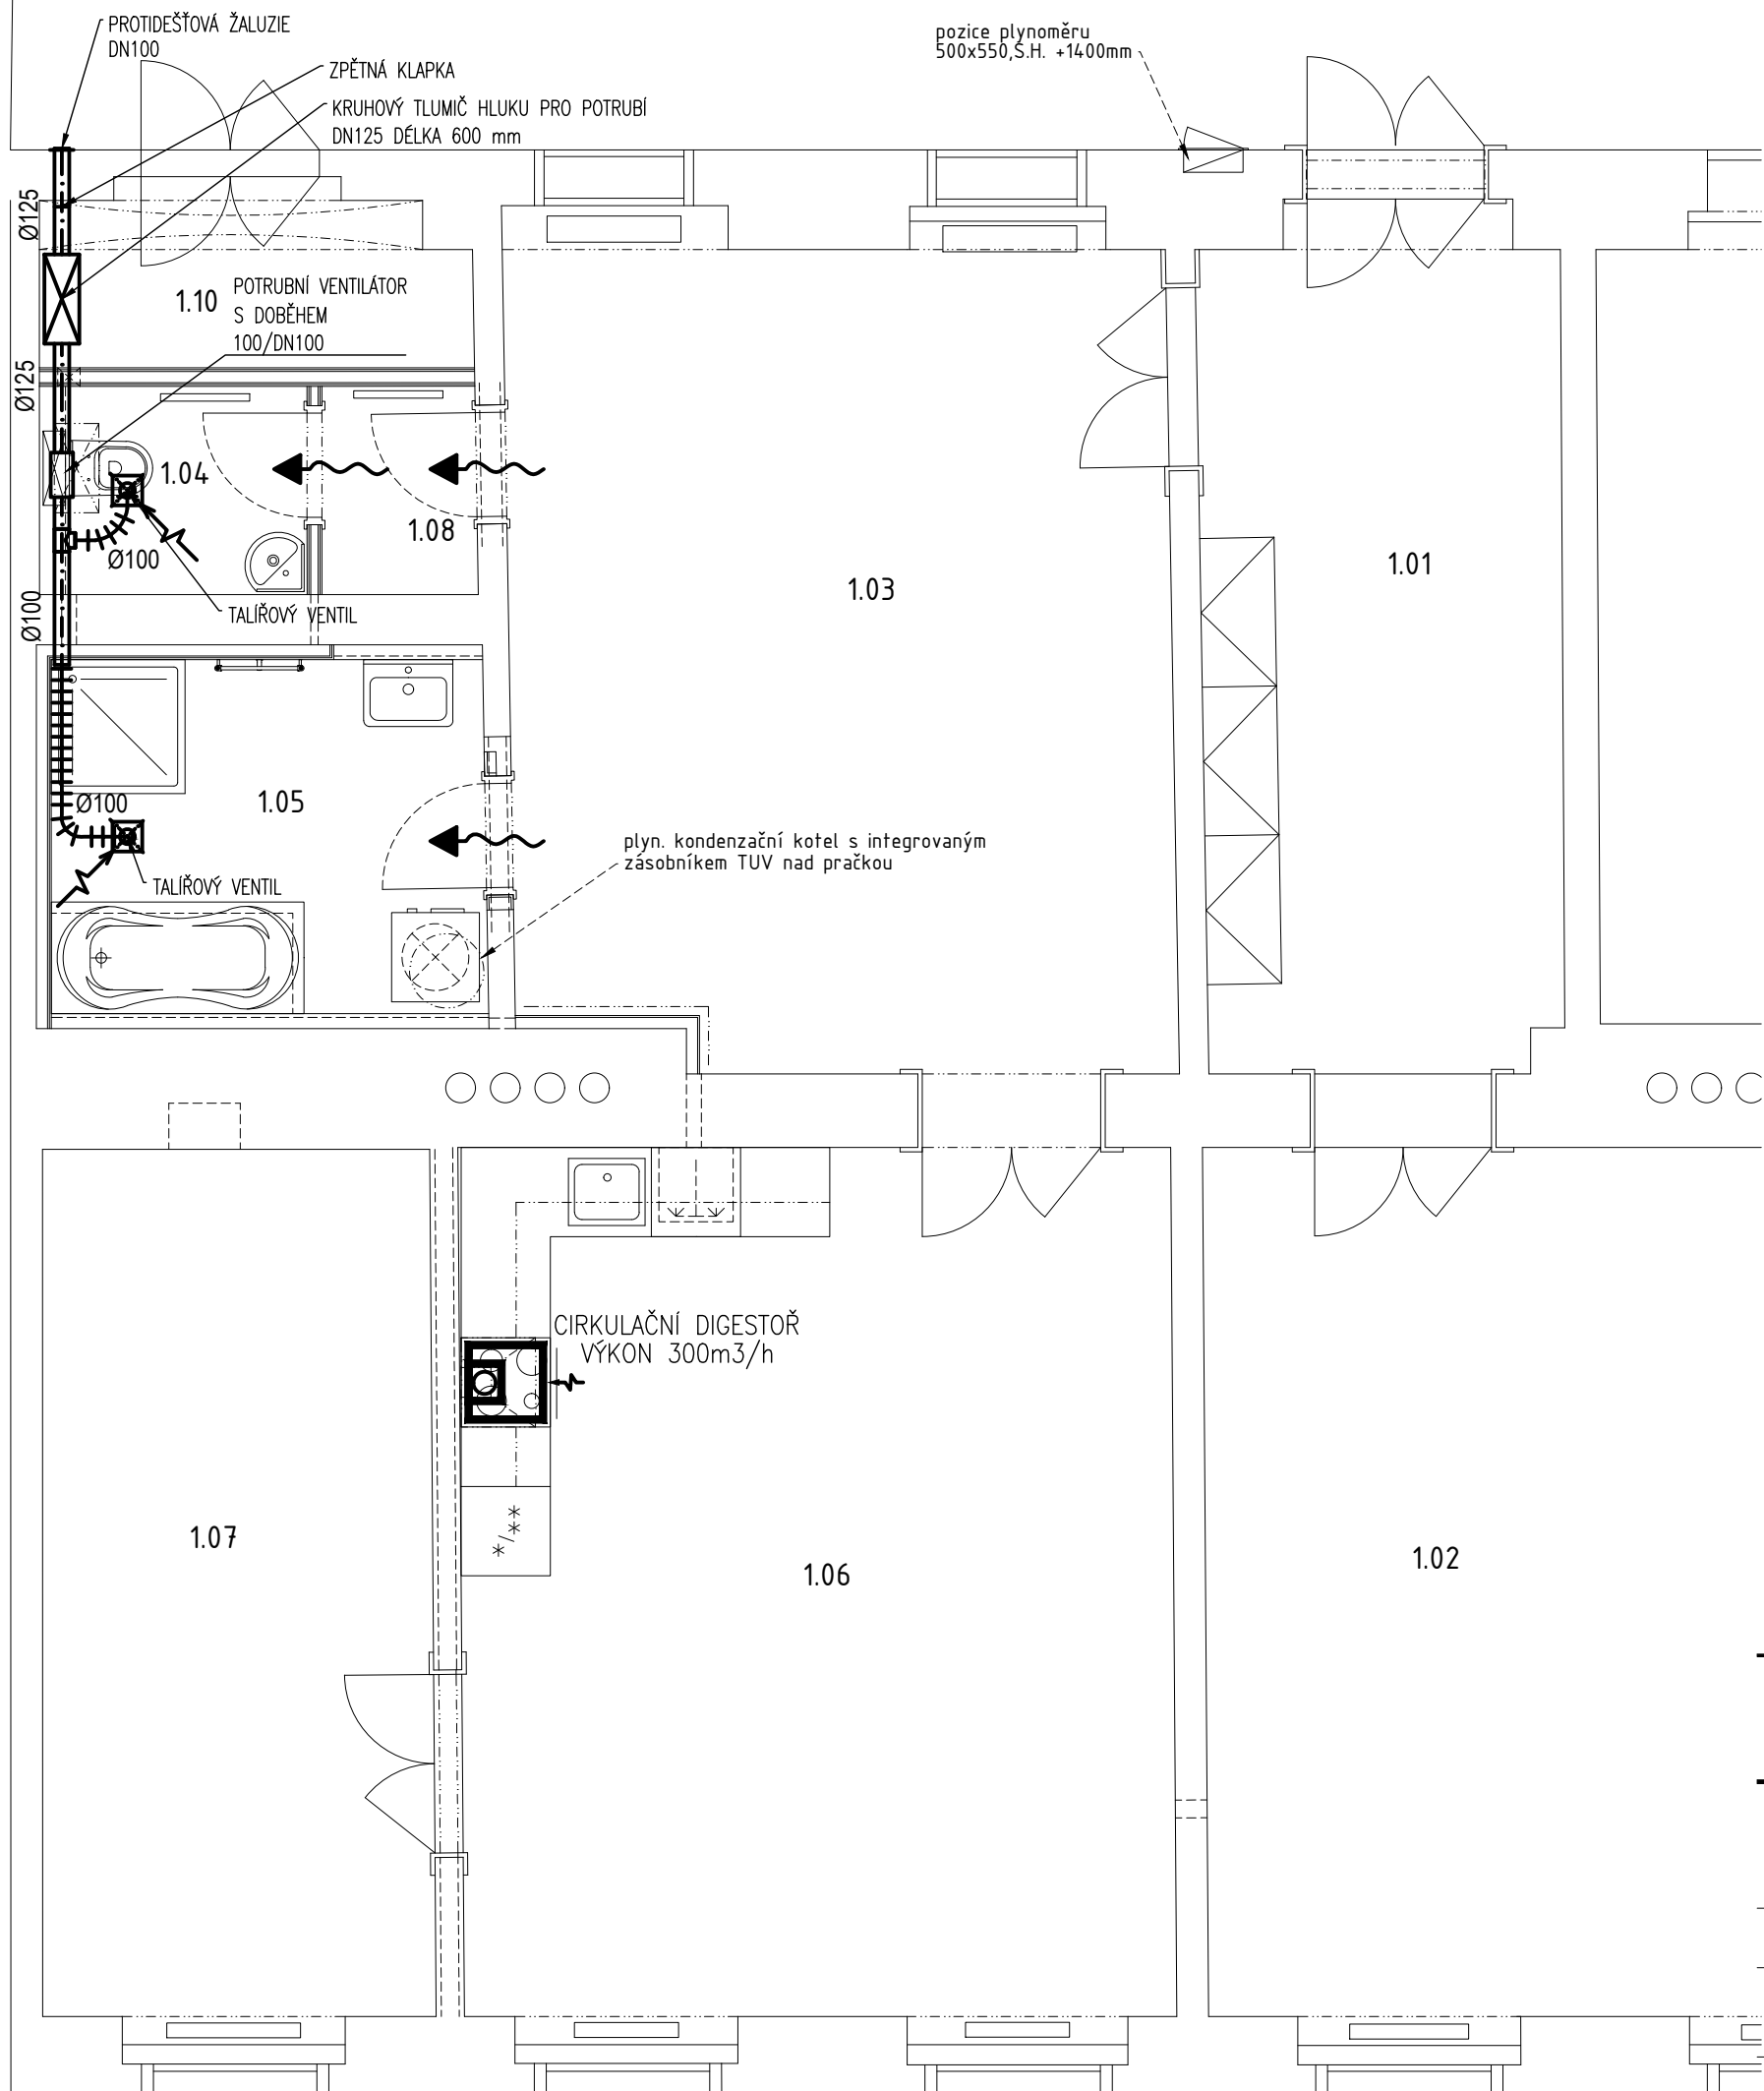 PROTIDEŠŤOVÁ ŽALUZIE
DN100
ZPĚTNÁ KLAPKA
KRUHOVÝ TLUMIČ HLUKU PRO POTRUBÍ
DN125 DÉLKA 600 mm
pozice plynoměru
500x550,S.H. +1400mm
Ø125
1.10
POTRUBNÍ VENTILÁTOR
S DOBĚHEM
100/DN100
Ø125
1.04
1.08
Ø100
Ø100
TALÍŘOVÝ VENTIL
1.03
1.01
1.05
Ø100
TALÍŘOVÝ VENTIL
plyn. kondenzační kotel s integrovaným
zásobníkem TUV nad pračkou
CIRKULAČNÍ DIGESTOŘ
VÝKON 300m3/h
*/**
1.07
1.06
1.02